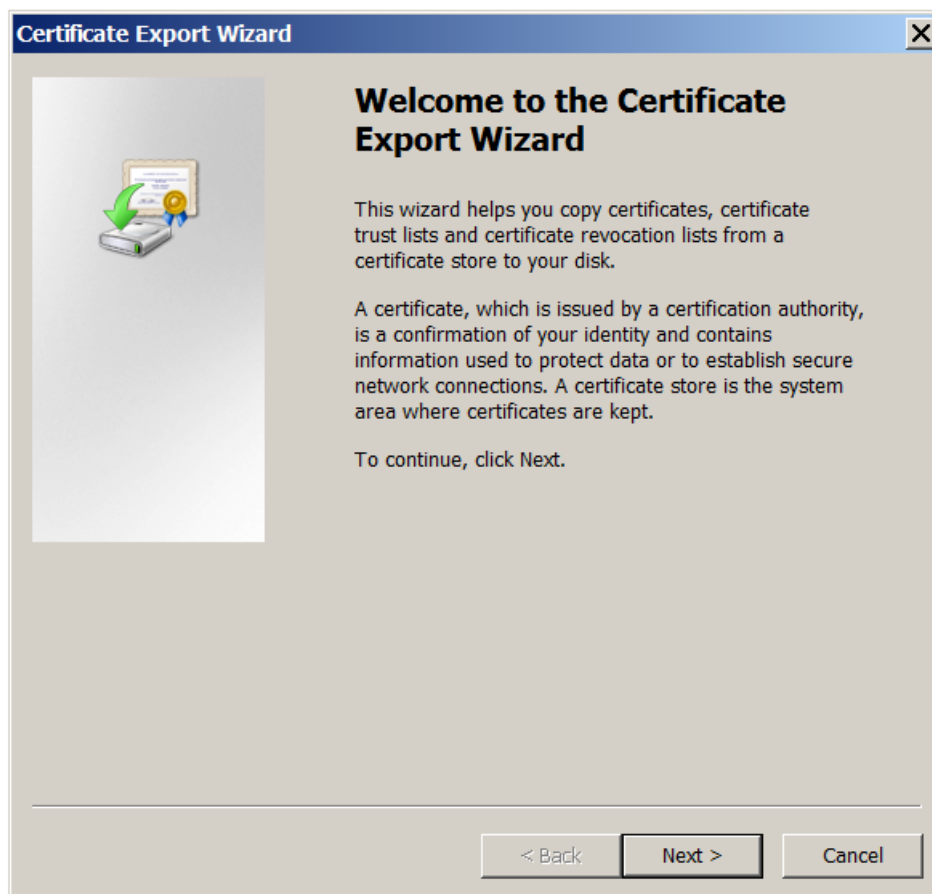 Certificate Export Wizard
Welcome to the Certificate
Export Wizard
This wizard helps you copy certificates, certificate
trust lists and certificate revocation lists from a
certificate store to your disk.
A certificate, which is issued by a certification authority,
is a confirmation of your identity and contains
information used to protect data or to establish secure
network connections. A certificate store is the system
area where certificates are kept.
To continue, click Next.
< Back
Next >
Cancel